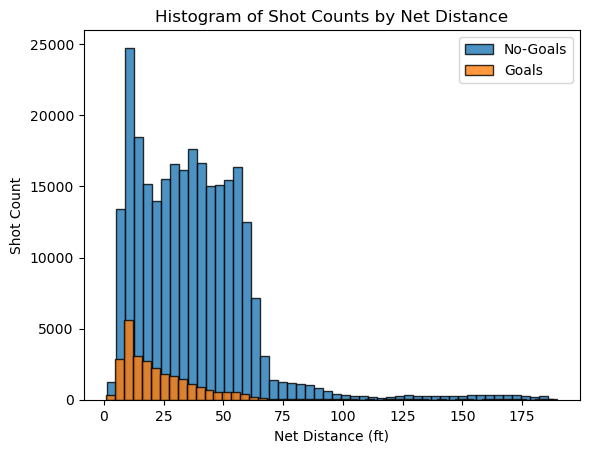 Histogram of Shot Counts by Net Distance
No-Goals
Goals
25000
20000
15000
10000
5000
0
Shot Count
0 25 50 75 100 125 150 175
Net Distance (ft)